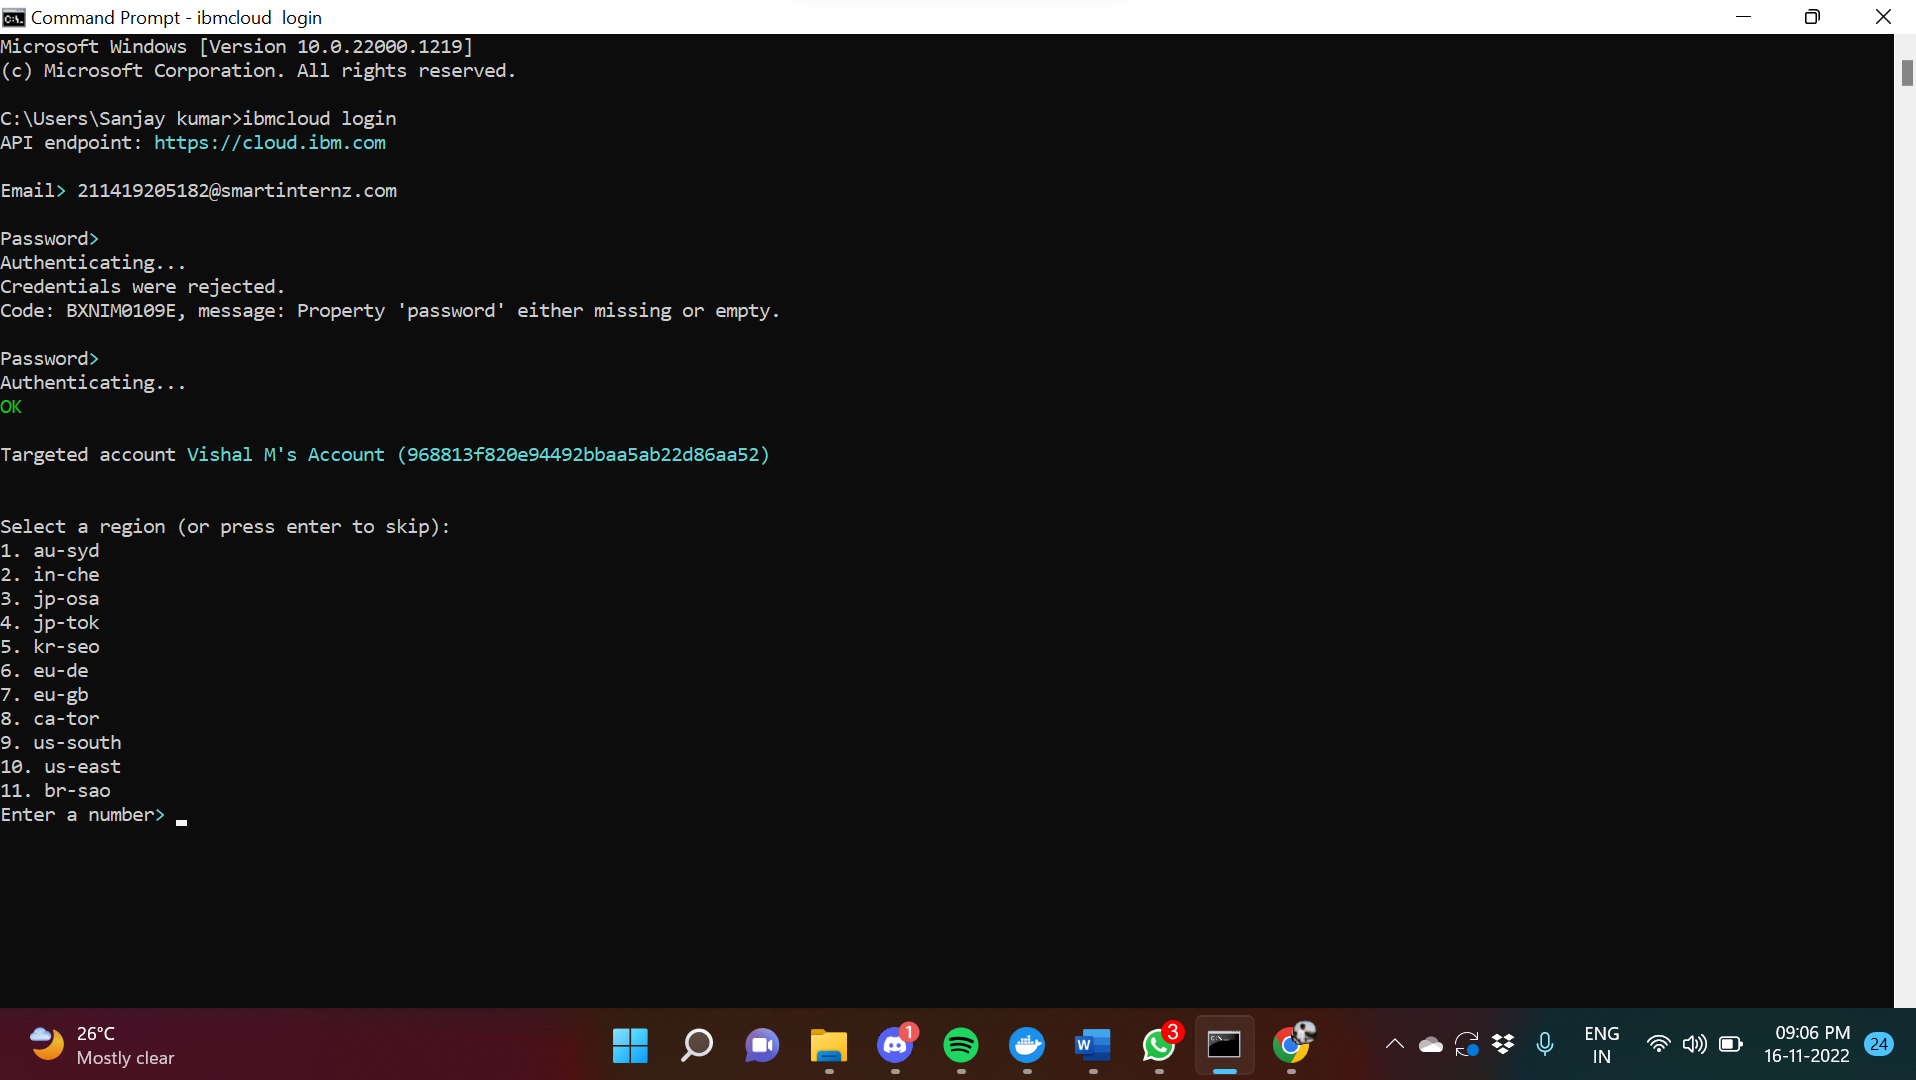 Command Prompt - ibmcloud  login
Microsoft Windows [Version 10.0.22000.1219]
(c) Microsoft Corporation. All rights reserved.
C:\Users\Sanjay kumar>ibmcloud login
API endpoint: https://cloud.ibm.com
Email> 211419205182@smartinternz.com
Password>
Authenticating...
Credentials were rejected.
Code: BXNIM0109E, message: Property 'password' either missing or empty.
Password>
Authenticating...
OK
Targeted account Vishal M's Account (968813f820e94492bbaa5ab22d86aa52)
Select a region (or press enter to skip):
1. au-syd
2. in-che
3. jp-osa
4. jp-tok
5. kr-seo
6. eu-de
7. eu-gb
8. ca-tor
9. us-south
10. us-east
11. br-sao
Enter a number>
26°C
Mostly clear
1
W
3
ENG
IN
09:06 PM
16-11-2022
24